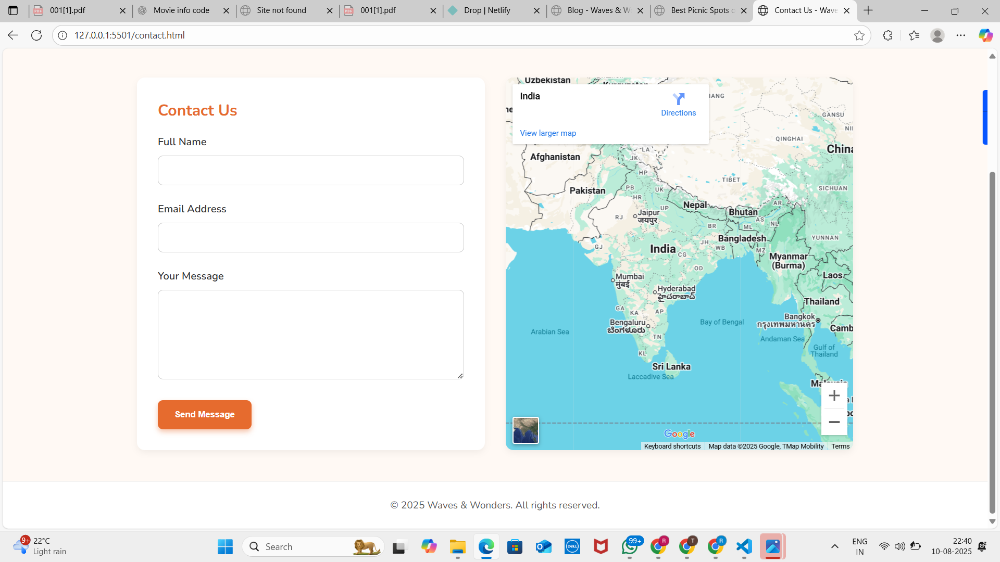 001[1].pdf
Movie info code
Site not found
001[1].pdf
Drop | Netlify
Blog - Waves & W
Best Picnic Spots o
Contact Us - Wave
127.0.0.1:5501/contact.html
Contact Us
Full Name
Email Address
Your Message
Send Message
Uzbekistan
India
Directions
View larger map
JIANG
GANSU
QINGHAI
China
LA
JK
Afghanistan
HP
TIBET
SICHUAN
Pakistan
PB
UK
HR
Nepal
AR
RJ
Jaipur
जयपुर
UP
Bhutan
AS
NL
BR
ML
Bangladesh
YUNNAN
GJ
India
CG
JH
WB
MZ
Myanmar
(Burma)
OD
Laos
Mumbai
मुंबई
Hyderabad
హైదరాబాద్
Thailand
GA
KA
AP
Bangkok
กรุงเทพมหานคร
Bengaluru
ಬೆಂಗಳೂರು
Bay of Bengal
Camb
Arabian Sea
TN
Andaman Sea
Gulf of
Thailand
KL
Sri Lanka
Laccadive Sea
Malaysia
Google
Keyboard shortcuts
Map data ©2025 Google, TMap Mobility
Terms
© 2025 Waves & Wonders. All rights reserved.
9+
22°C
Light rain
Search
DELL
99+
R
T
R
ENG
IN
22:40
10-08-2025